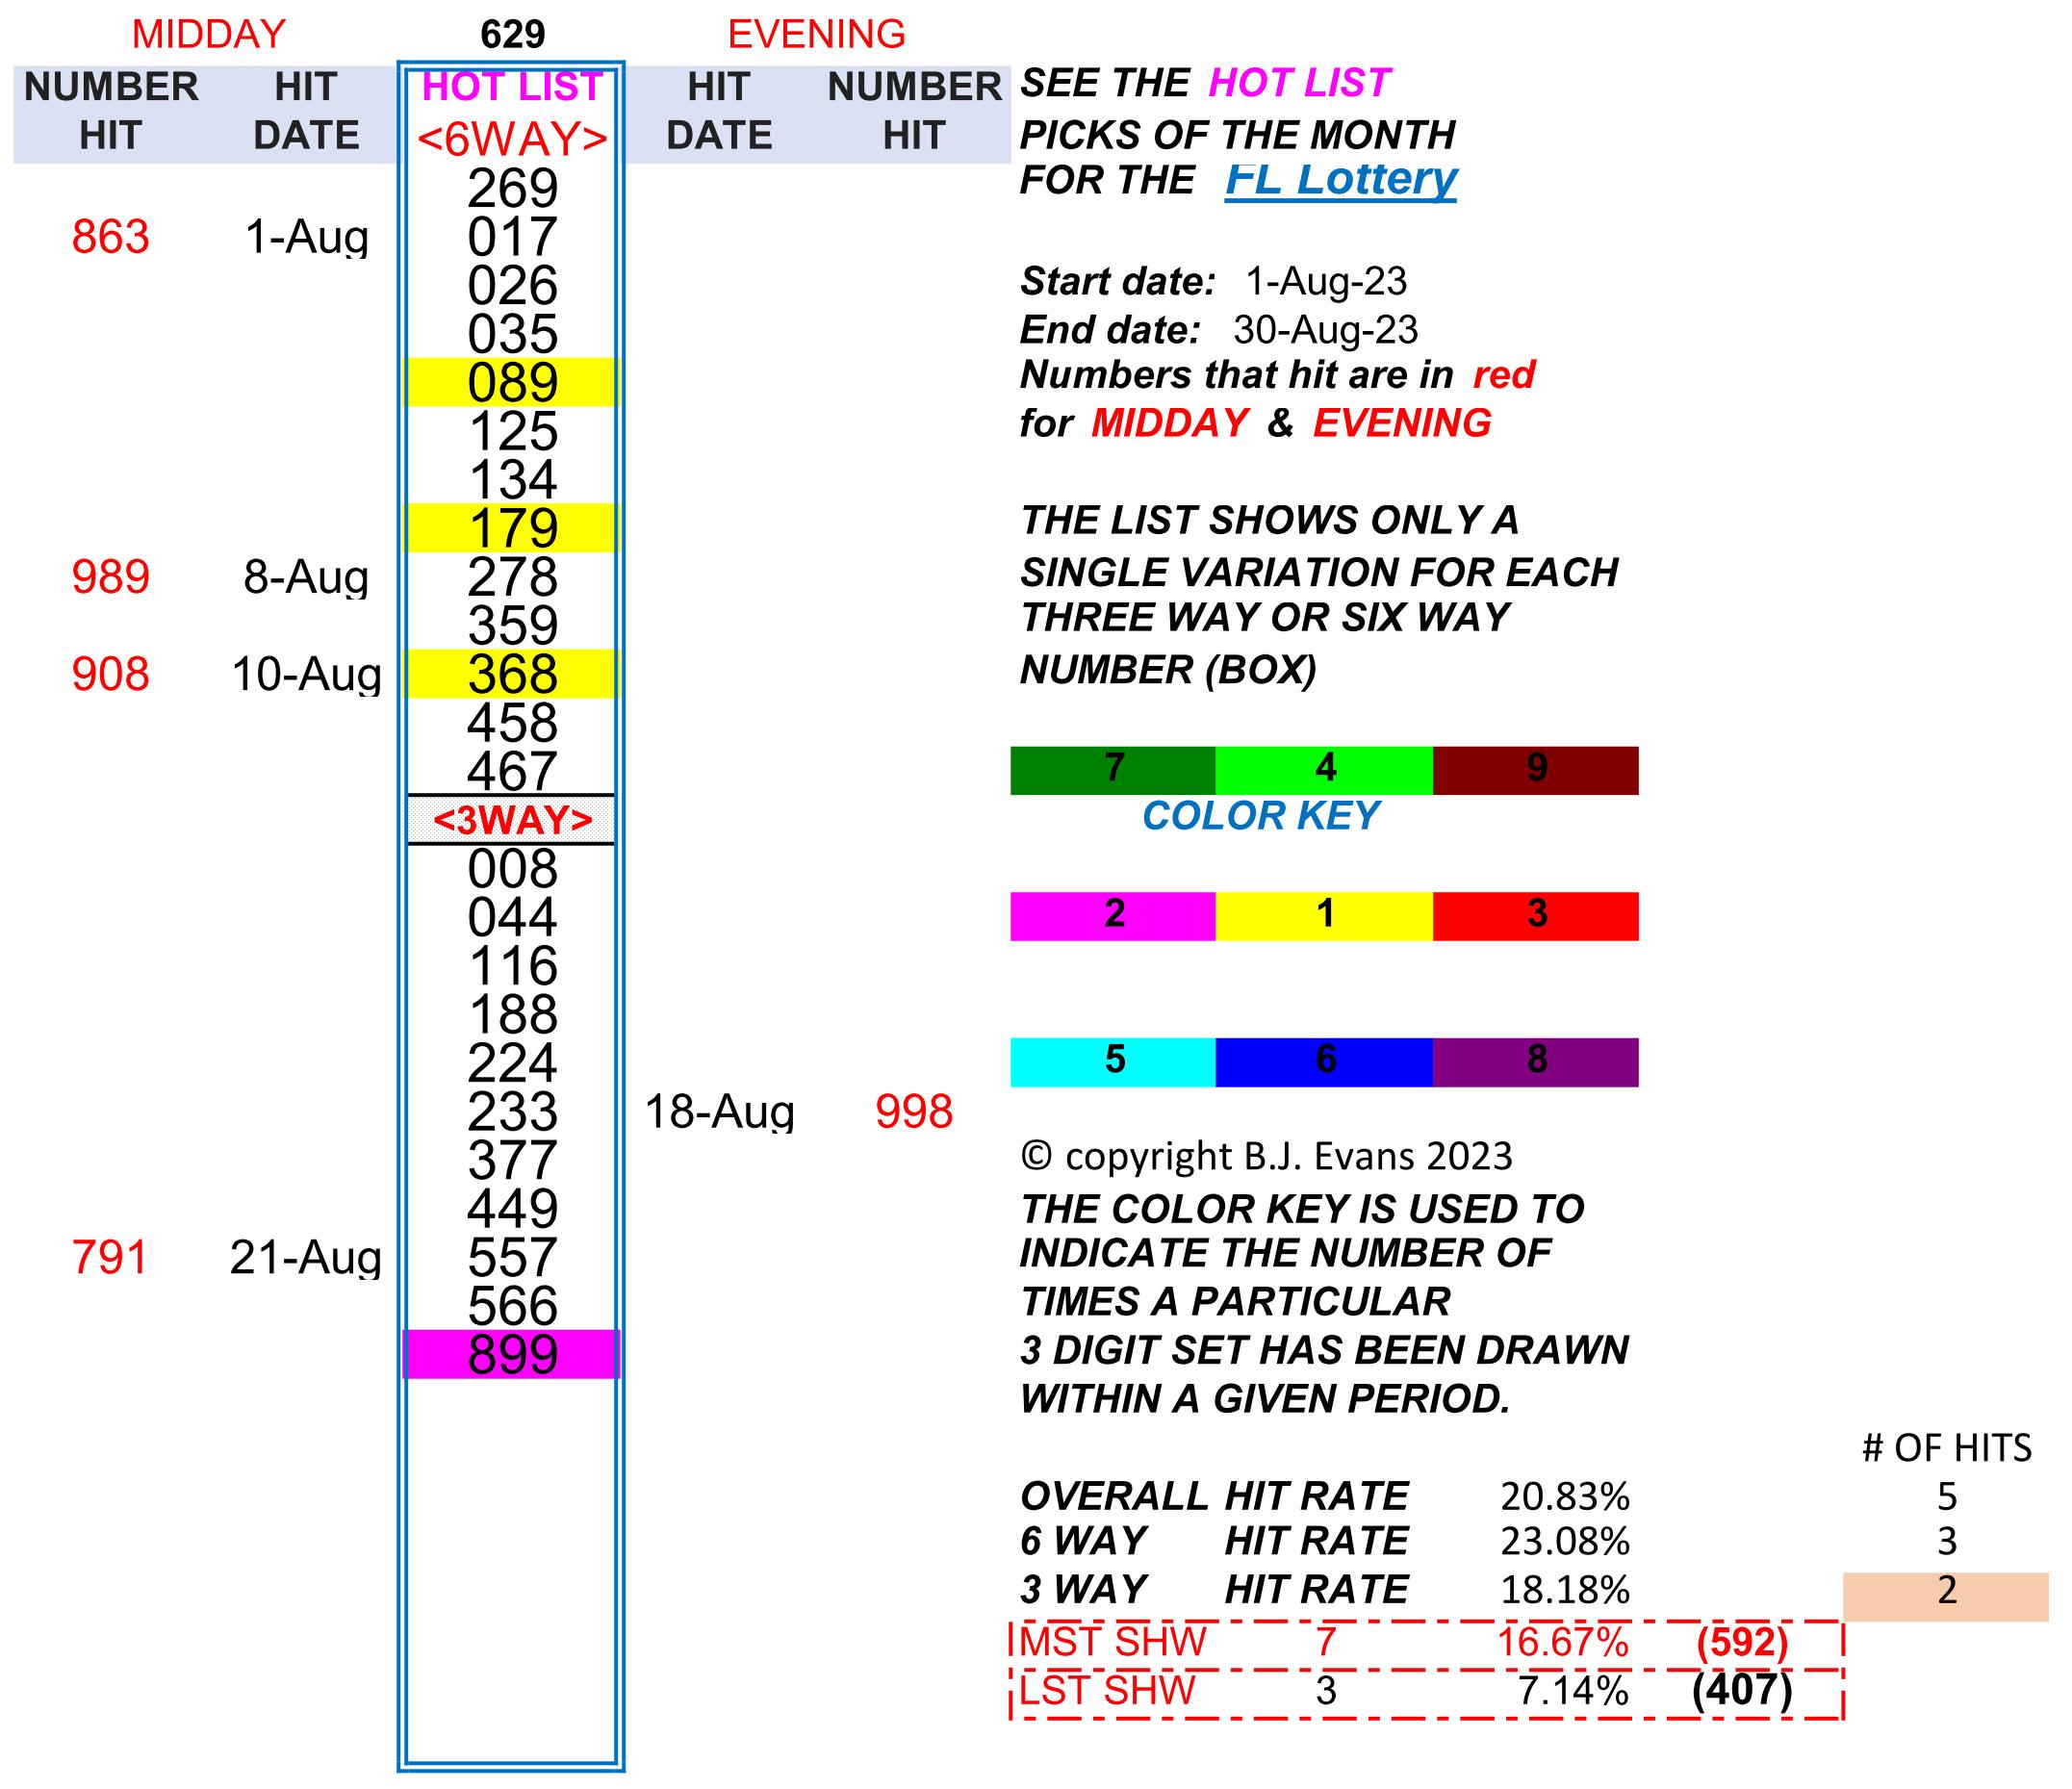 MIDDAY 629 EVENING
NUMBER HIT HOT LIST HIT NUMBER SEE THE HOT LIST
HIT DATE <6WAY> DATE HIT PICKS OF THE MONTH
269 FOR THE FL Lottery
863 1-Aug 017
026 Start date: 1-Aug-23
035 End date: 30-Aug-23
089 Numbers that hit are in red
125 for MIDDAY & EVENING
134
179 THE LIST SHOWS ONLY A
989 8-Aug 278 SINGLE VARIATION FOR EACH
359 THREE WAY OR SIX WAY
908 10-Aug 368 NUMBER (BOX)
458
467 7 4 9
<3WAY> COLOR KEY
008
044 2 1 3
116
188
224 5 6 8
233 18-Aug 998
377 © copyright B.J. Evans 2023
449 THE COLOR KEY IS USED TO
791 21-Aug 557 INDICATE THE NUMBER OF
566 TIMES A PARTICULAR
899 3 DIGIT SET HAS BEEN DRAWN
WITHIN A GIVEN PERIOD.
# OF HITS
OVERALL HIT RATE 20.83% 5
6 WAY HIT RATE 23.08% 3
3 WAY HIT RATE 18.18% 2
MST SHW 7 16.67% (592)
LST SHW 3 7.14% (407)